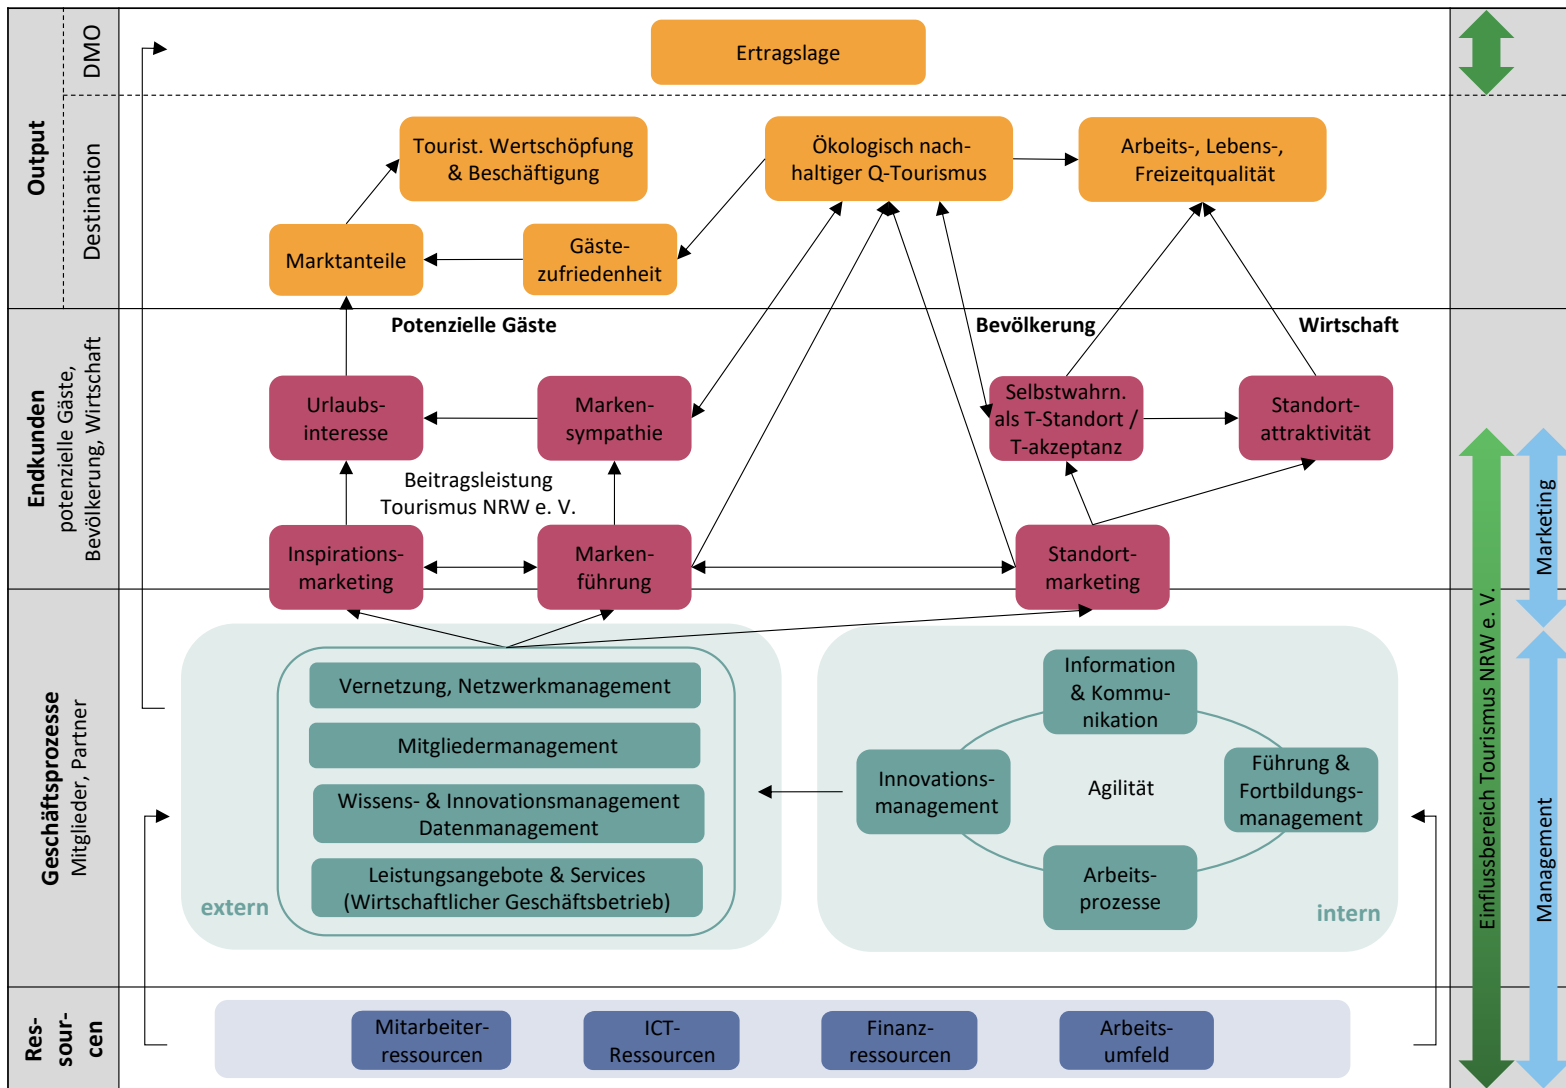 Output
DMO
Ertragslage
Destination
Tourist. Wertschöpfung
& Beschäftigung
Ökologisch nach-
haltiger Q-Tourismus
Arbeits-, Lebens-,
Freizeitqualität
Marktanteile
Gäste-
zufriedenheit
Endkunden
potenzielle Gäste,
Bevölkerung, Wirtschaft
Potenzielle Gäste
Bevölkerung
Wirtschaft
Urlaubs-
interesse
Marken-
sympathie
Selbstwahrn.
als T-Standort /
T-akzeptanz
Standort-
attraktivität
Beitragsleistung
Tourismus NRW e. V.
Inspirations-
marketing
Marken-
führung
Standort-
marketing
Geschäftsprozesse
Mitglieder, Partner
Vernetzung, Netzwerkmanagement
Mitgliedermanagement
Wissens- & Innovationsmanagement
Datenmanagement
Leistungsangebote & Services
(Wirtschaftlicher Geschäftsbetrieb)
extern
Information
& Kommu-
nikation
Innovations-
management
Agilität
Führung &
Fortbildungs-
management
Arbeits-
prozesse
intern
Res-
sour-
cen
Mitarbeiter-
ressourcen
ICT-
Ressourcen
Finanz-
ressourcen
Arbeits-
umfeld
Einflussbereich Tourismus NRW e. V.
Marketing
Management